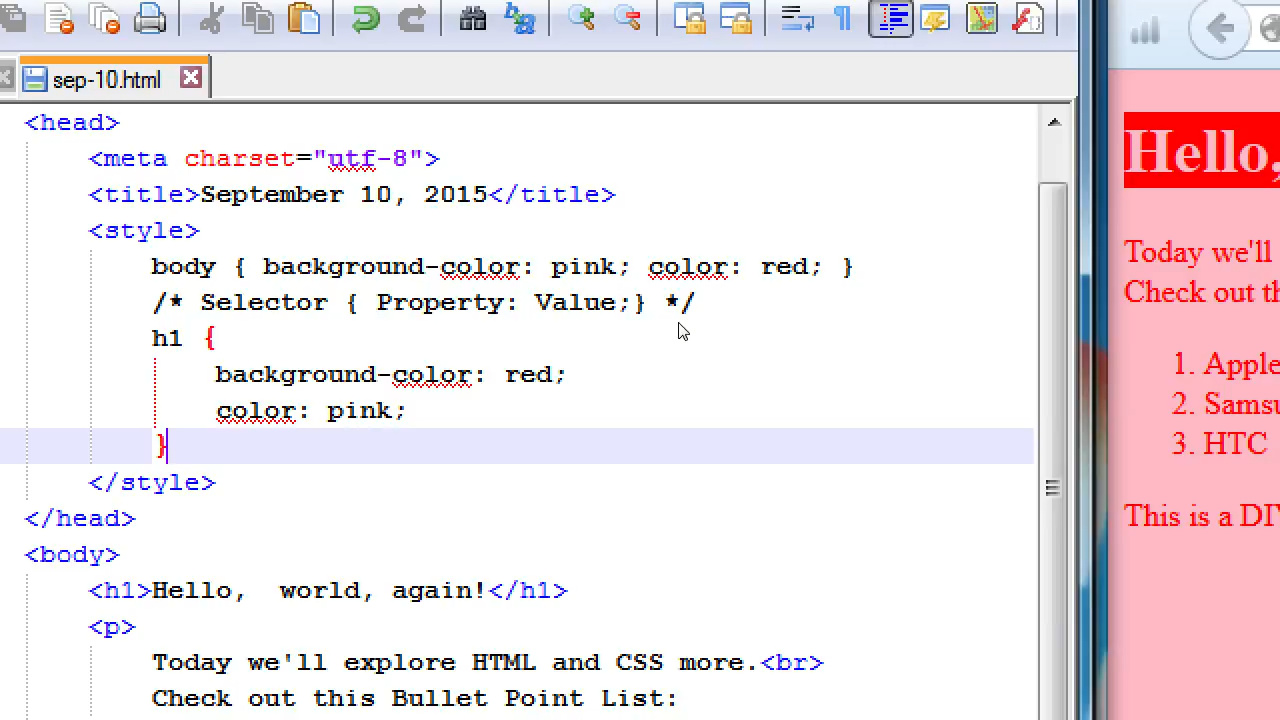 sep-10.html
<head>
<meta charset="utf-8">
<title>September 10, 2015</title>
<style>
body { background-color: pink; color: red; }
/* Selector { Property: Value;} */
h1 {
background-color: red;
color: pink;
}
</style>
</head>
<body>
<h1>Hello,  world, again!</h1>
<p>
Today we'll explore HTML and CSS more.<br>
Check out this Bullet Point List:
Hello,
Today we'll
Check out
1. Apple
2.
3. HTC
This is a DIY